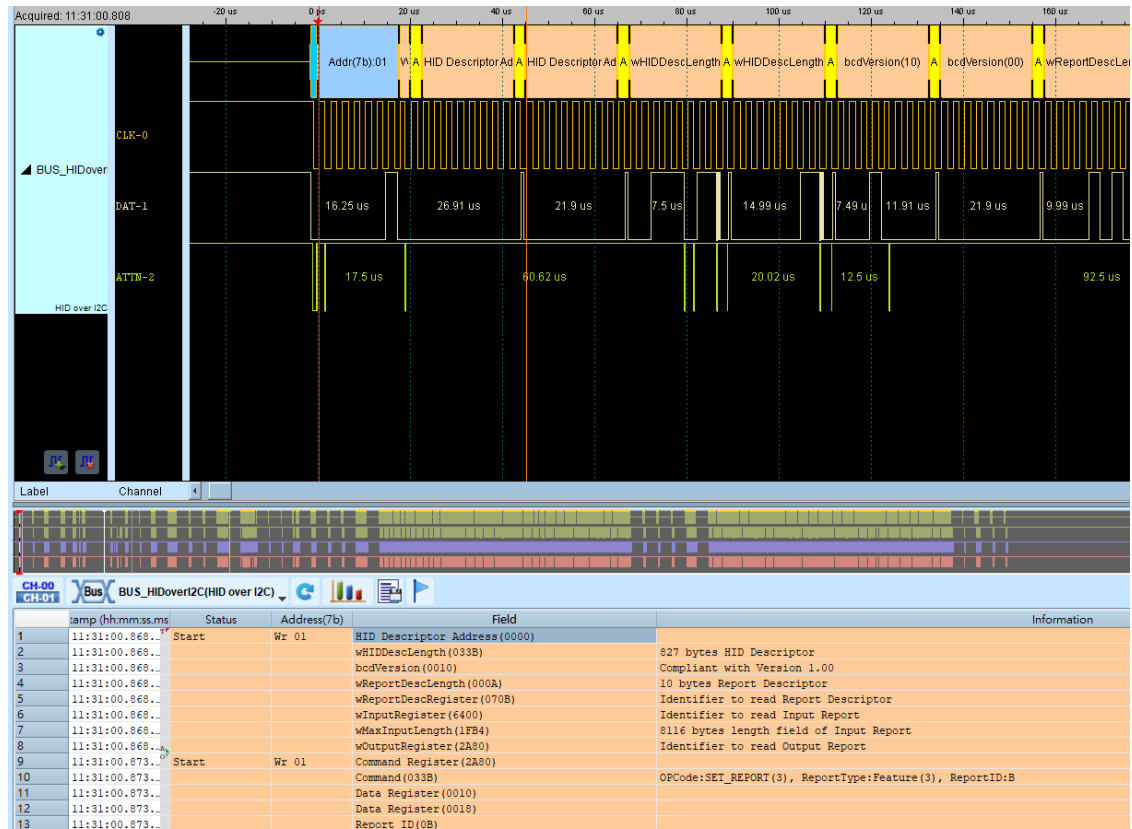 Acquired: 11:31:00.808
-20 us 0 ps 20 us 40 us 60 us 80 us 100 us 120 us 140 us 160 us
Addr(7b):01 W A HID Descriptor Ad A HID Descriptor Ad A wHIDDescLength A wHIDDescLength A bcdVersion(10) A bcdVersion(00) A wReportDescLen
CLK-0
BUS_HIDover
DAT-1 16.25 us 26.91 us 21.9 us 7.5 us 14.99 us 7.49 u 11.91 us 21.9 us 9.99 us
ATTN-2 17.5 us 60.62 us 20.02 us 12.5 us 92.5 us
HID over I2C
Label Channel
CH-00
CH-01
Bus BUS_HIDoverI2C(HID over I2C)
:amp (hh:mm:ss.ms Status Address(7b) Field Information
1 11:31:00.868... Start Wr 01 HID Descriptor Address(0000)
2 11:31:00.868... wHIDDescLength(033B) 827 bytes HID Descriptor
3 11:31:00.868... bcdVersion(0010) Compliant with Version 1.00
4 11:31:00.868... wReportDescLength(000A) 10 bytes Report Descriptor
5 11:31:00.868... wReportDescRegister(070B) Identifier to read Report Descriptor
6 11:31:00.868... wInputRegister(6400) Identifier to read Input Report
7 11:31:00.868... wMaxInputLength(1FB4) 8116 bytes length field of Input Report
8 11:31:00.868... wOutputRegister(2A80) Identifier to read Output Report
9 11:31:00.873... Start Wr 01 Command Register(2A80)
10 11:31:00.873... Command(033B) OPCode:SET_REPORT(3), ReportType:Feature(3), ReportID:B
11 11:31:00.873... Data Register(0010)
12 11:31:00.873... Data Register(0018)
13 11:31:00.873... Report ID(0B)